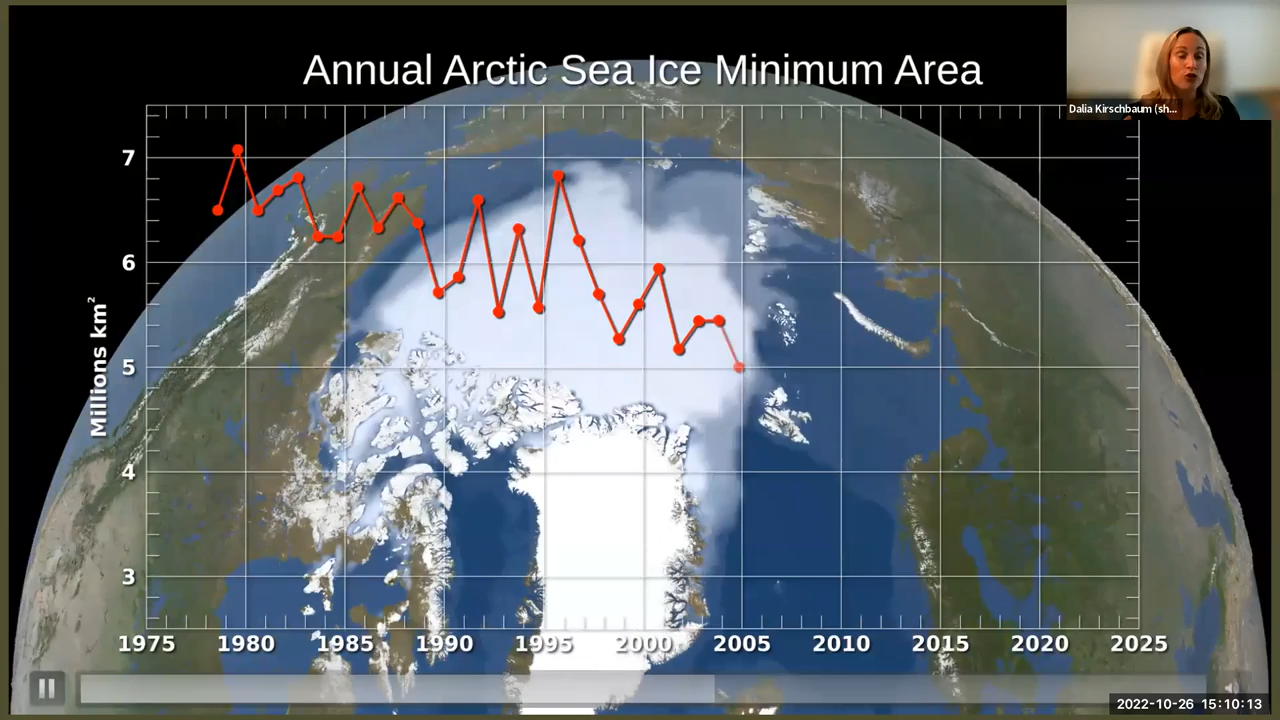 Annual Arctic Sea Ice Minimum Area
Dalia Kirschbaum (sh...
7
6
5
4
3
Millions km²
1975 1980 1985 1990 1995 2000 2005 2010 2015 2020 2025
2022-10-26 15:10:13